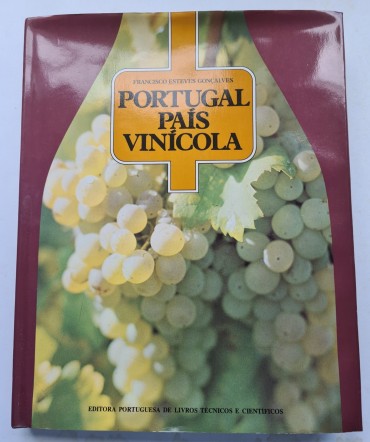 FRANCISCO ESTEVES GONÇALVES
PORTUGAL
PAÍS
VINÍCOLA
EDITORA PORTUGUESA DE LIVROS TÉCNICOS E CIENTÍFICOS